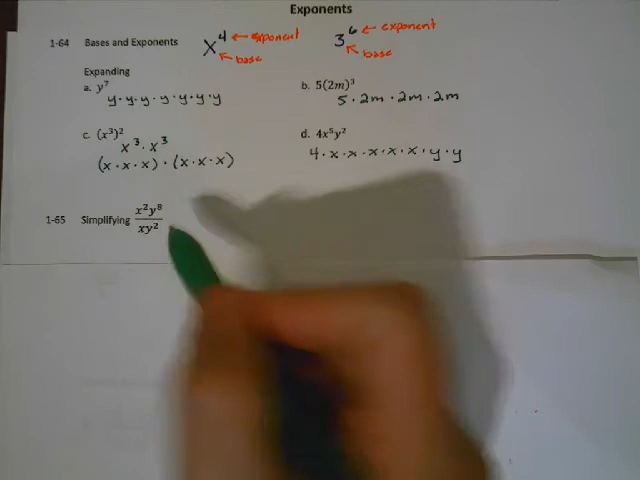 Exponents
1-64 Bases and Exponents x⁴ ← exponent ↖ base 3⁶ ← exponent ↖ base
Expanding
a. y⁷
y·y·y·y·y·y·y
b. 5(2m)³
5·2m·2m·2m
c. (x³)²
x³·x³
(x·x·x)·(x·x·x)
d. 4x⁵y²
4·x·x·x·x·x·y·y
1-65 Simplifying x²y⁸/xy²